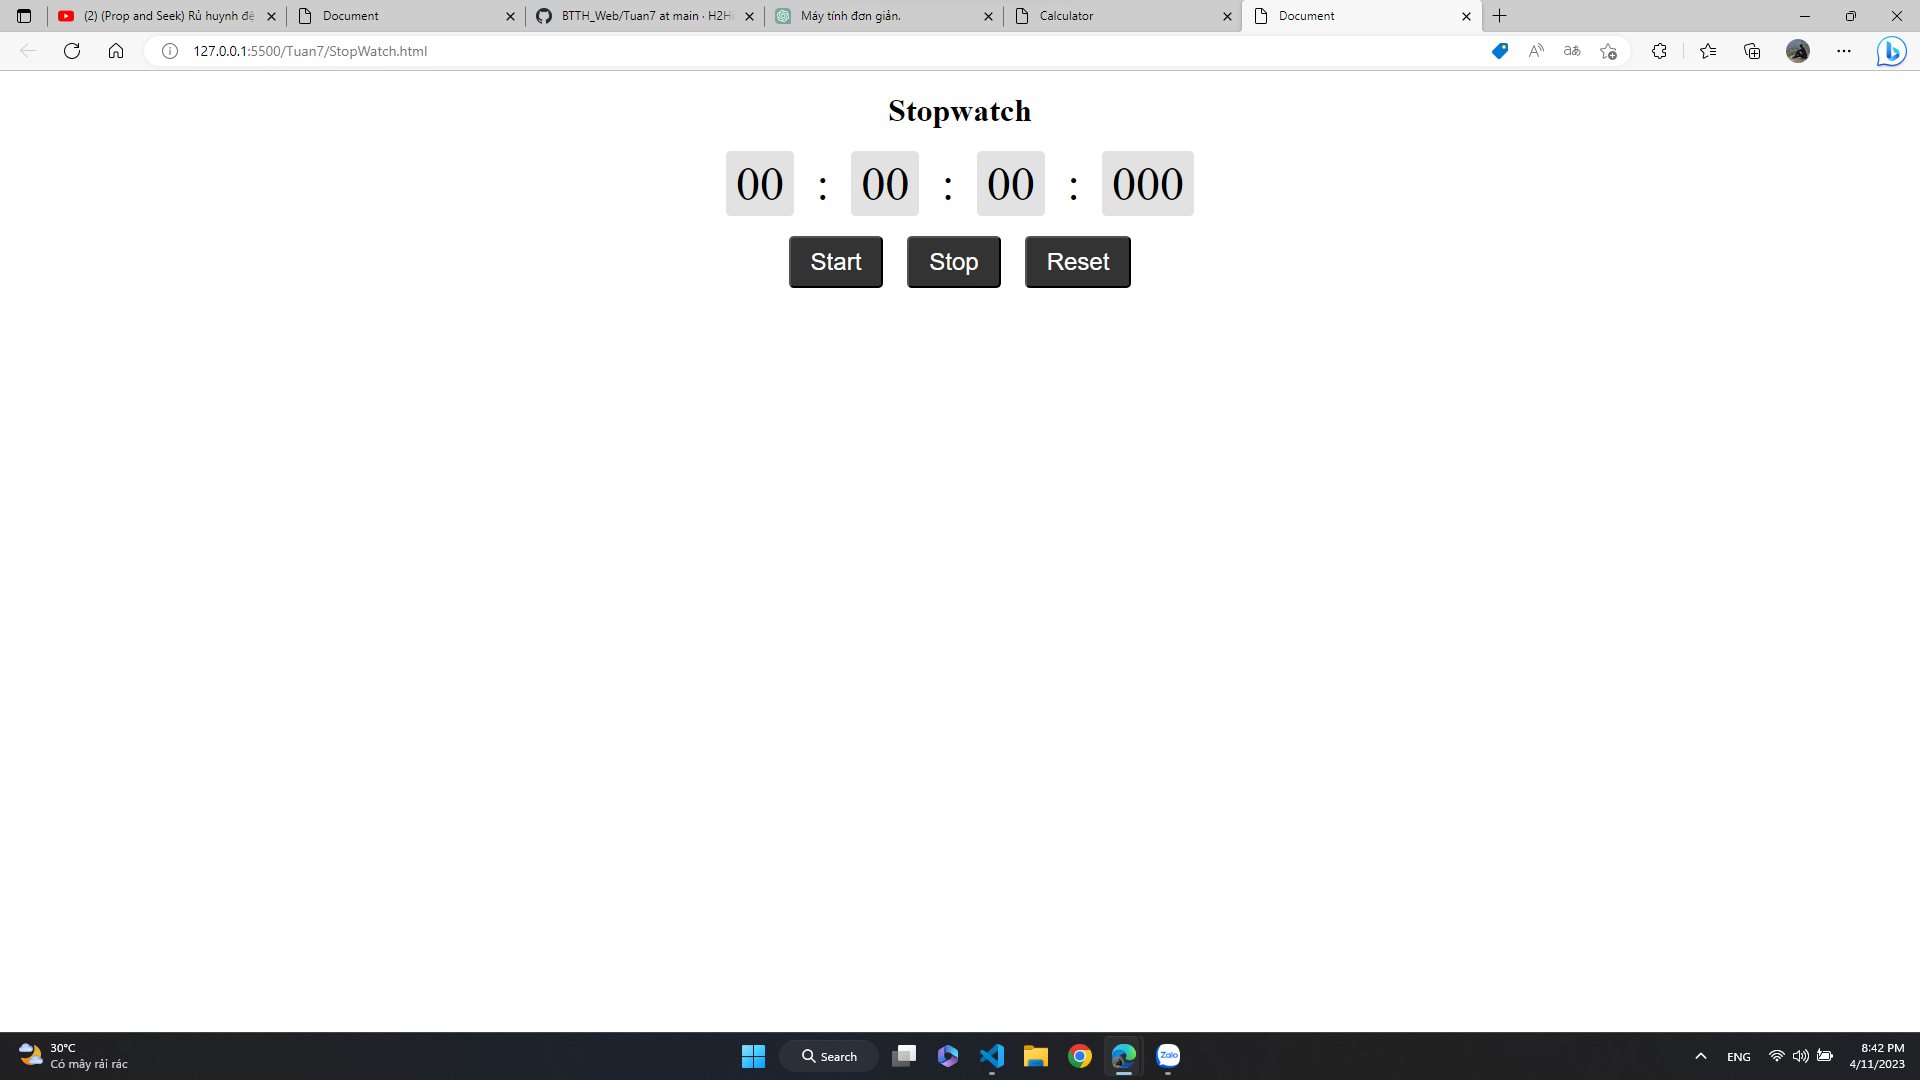 (2) (Prop and Seek) Rủ huynh đệ
Document
BTTH_Web/Tuan7 at main · H2Hi
Máy tính đơn giản.
Calculator
Document
127.0.0.1:5500/Tuan7/StopWatch.html
Stopwatch
00 : 00 : 00 : 000
Start Stop Reset
30°C
Có mây rải rác
Search
Zalo
ENG
8:42 PM
4/11/2023